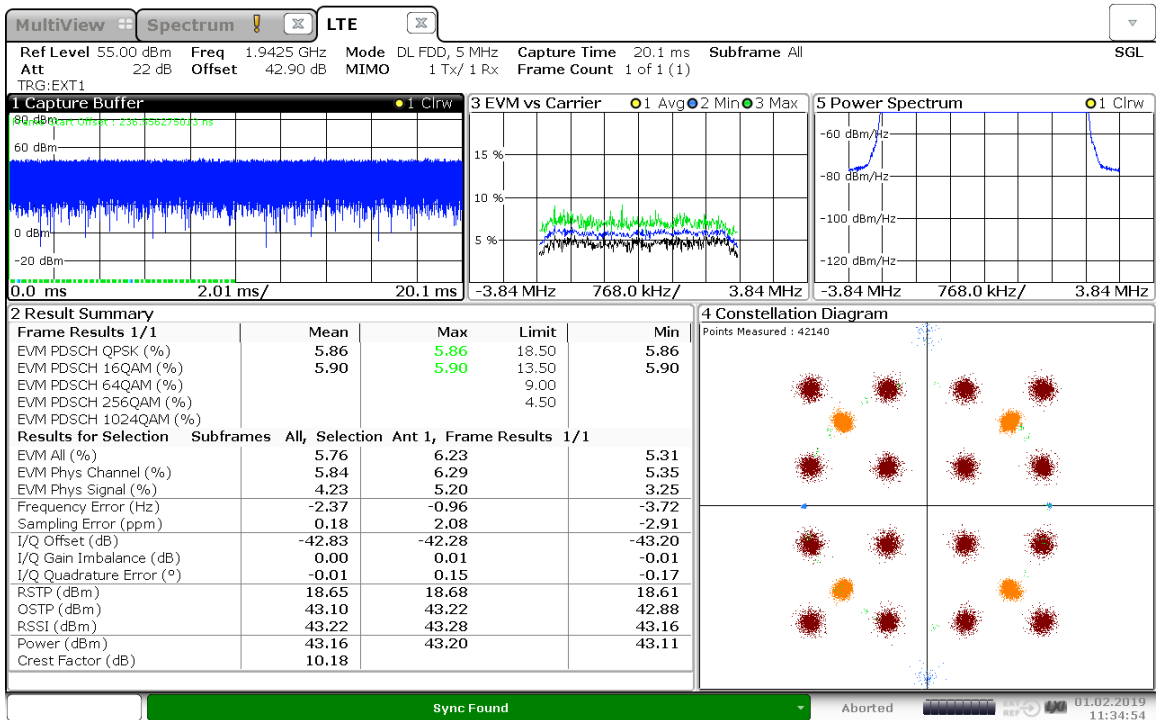 MultiView Spectrum LTE
Ref Level 55.00 dBm Freq 1.9425 GHz Mode DL FDD, 5 MHz Capture Time 20.1 ms Subframe All SGL
Att 22 dB Offset 42.90 dB MIMO 1 Tx/ 1 Rx Frame Count 1 of 1 (1)
TRG:EXT1
1 Capture Buffer 1 Clrw
80 dBm
60 dBm
0 dBm
-20 dBm
0.0 ms 2.01 ms/ 20.1 ms
3 EVM vs Carrier 1 Avg 2 Min 3 Max
15 %
10 %
5 %
-3.84 MHz 768.0 kHz/ 3.84 MHz
5 Power Spectrum 1 Clrw
-60 dBm/Hz
-80 dBm/Hz
-100 dBm/Hz
-120 dBm/Hz
-3.84 MHz 768.0 kHz/ 3.84 MHz
2 Result Summary
Frame Results 1/1 Mean Max Limit Min
EVM PDSCH QPSK (%) 5.86 5.86 18.50 5.86
EVM PDSCH 16QAM (%) 5.90 5.90 13.50 5.90
EVM PDSCH 64QAM (%) 9.00
EVM PDSCH 256QAM (%) 4.50
EVM PDSCH 1024QAM (%)
Results for Selection Subframes All, Selection Ant 1, Frame Results 1/1
EVM All (%) 5.76 6.23 5.31
EVM Phys Channel (%) 5.84 6.29 5.35
EVM Phys Signal (%) 4.23 5.20 3.25
Frequency Error (Hz) -2.37 -0.96 -3.72
Sampling Error (ppm) 0.18 2.08 -2.91
I/Q Offset (dB) -42.83 -42.28 -43.20
I/Q Gain Imbalance (dB) 0.00 0.01 -0.01
I/Q Quadrature Error (°) -0.01 0.15 -0.17
RSTP (dBm) 18.65 18.68 18.61
OSTP (dBm) 43.10 43.22 42.88
RSSI (dBm) 43.22 43.28 43.16
Power (dBm) 43.16 43.20 43.11
Crest Factor (dB) 10.18
4 Constellation Diagram
Points Measured : 42140
Sync Found
Aborted
EXT
REF
LXI
01.02.2019
11:34:54